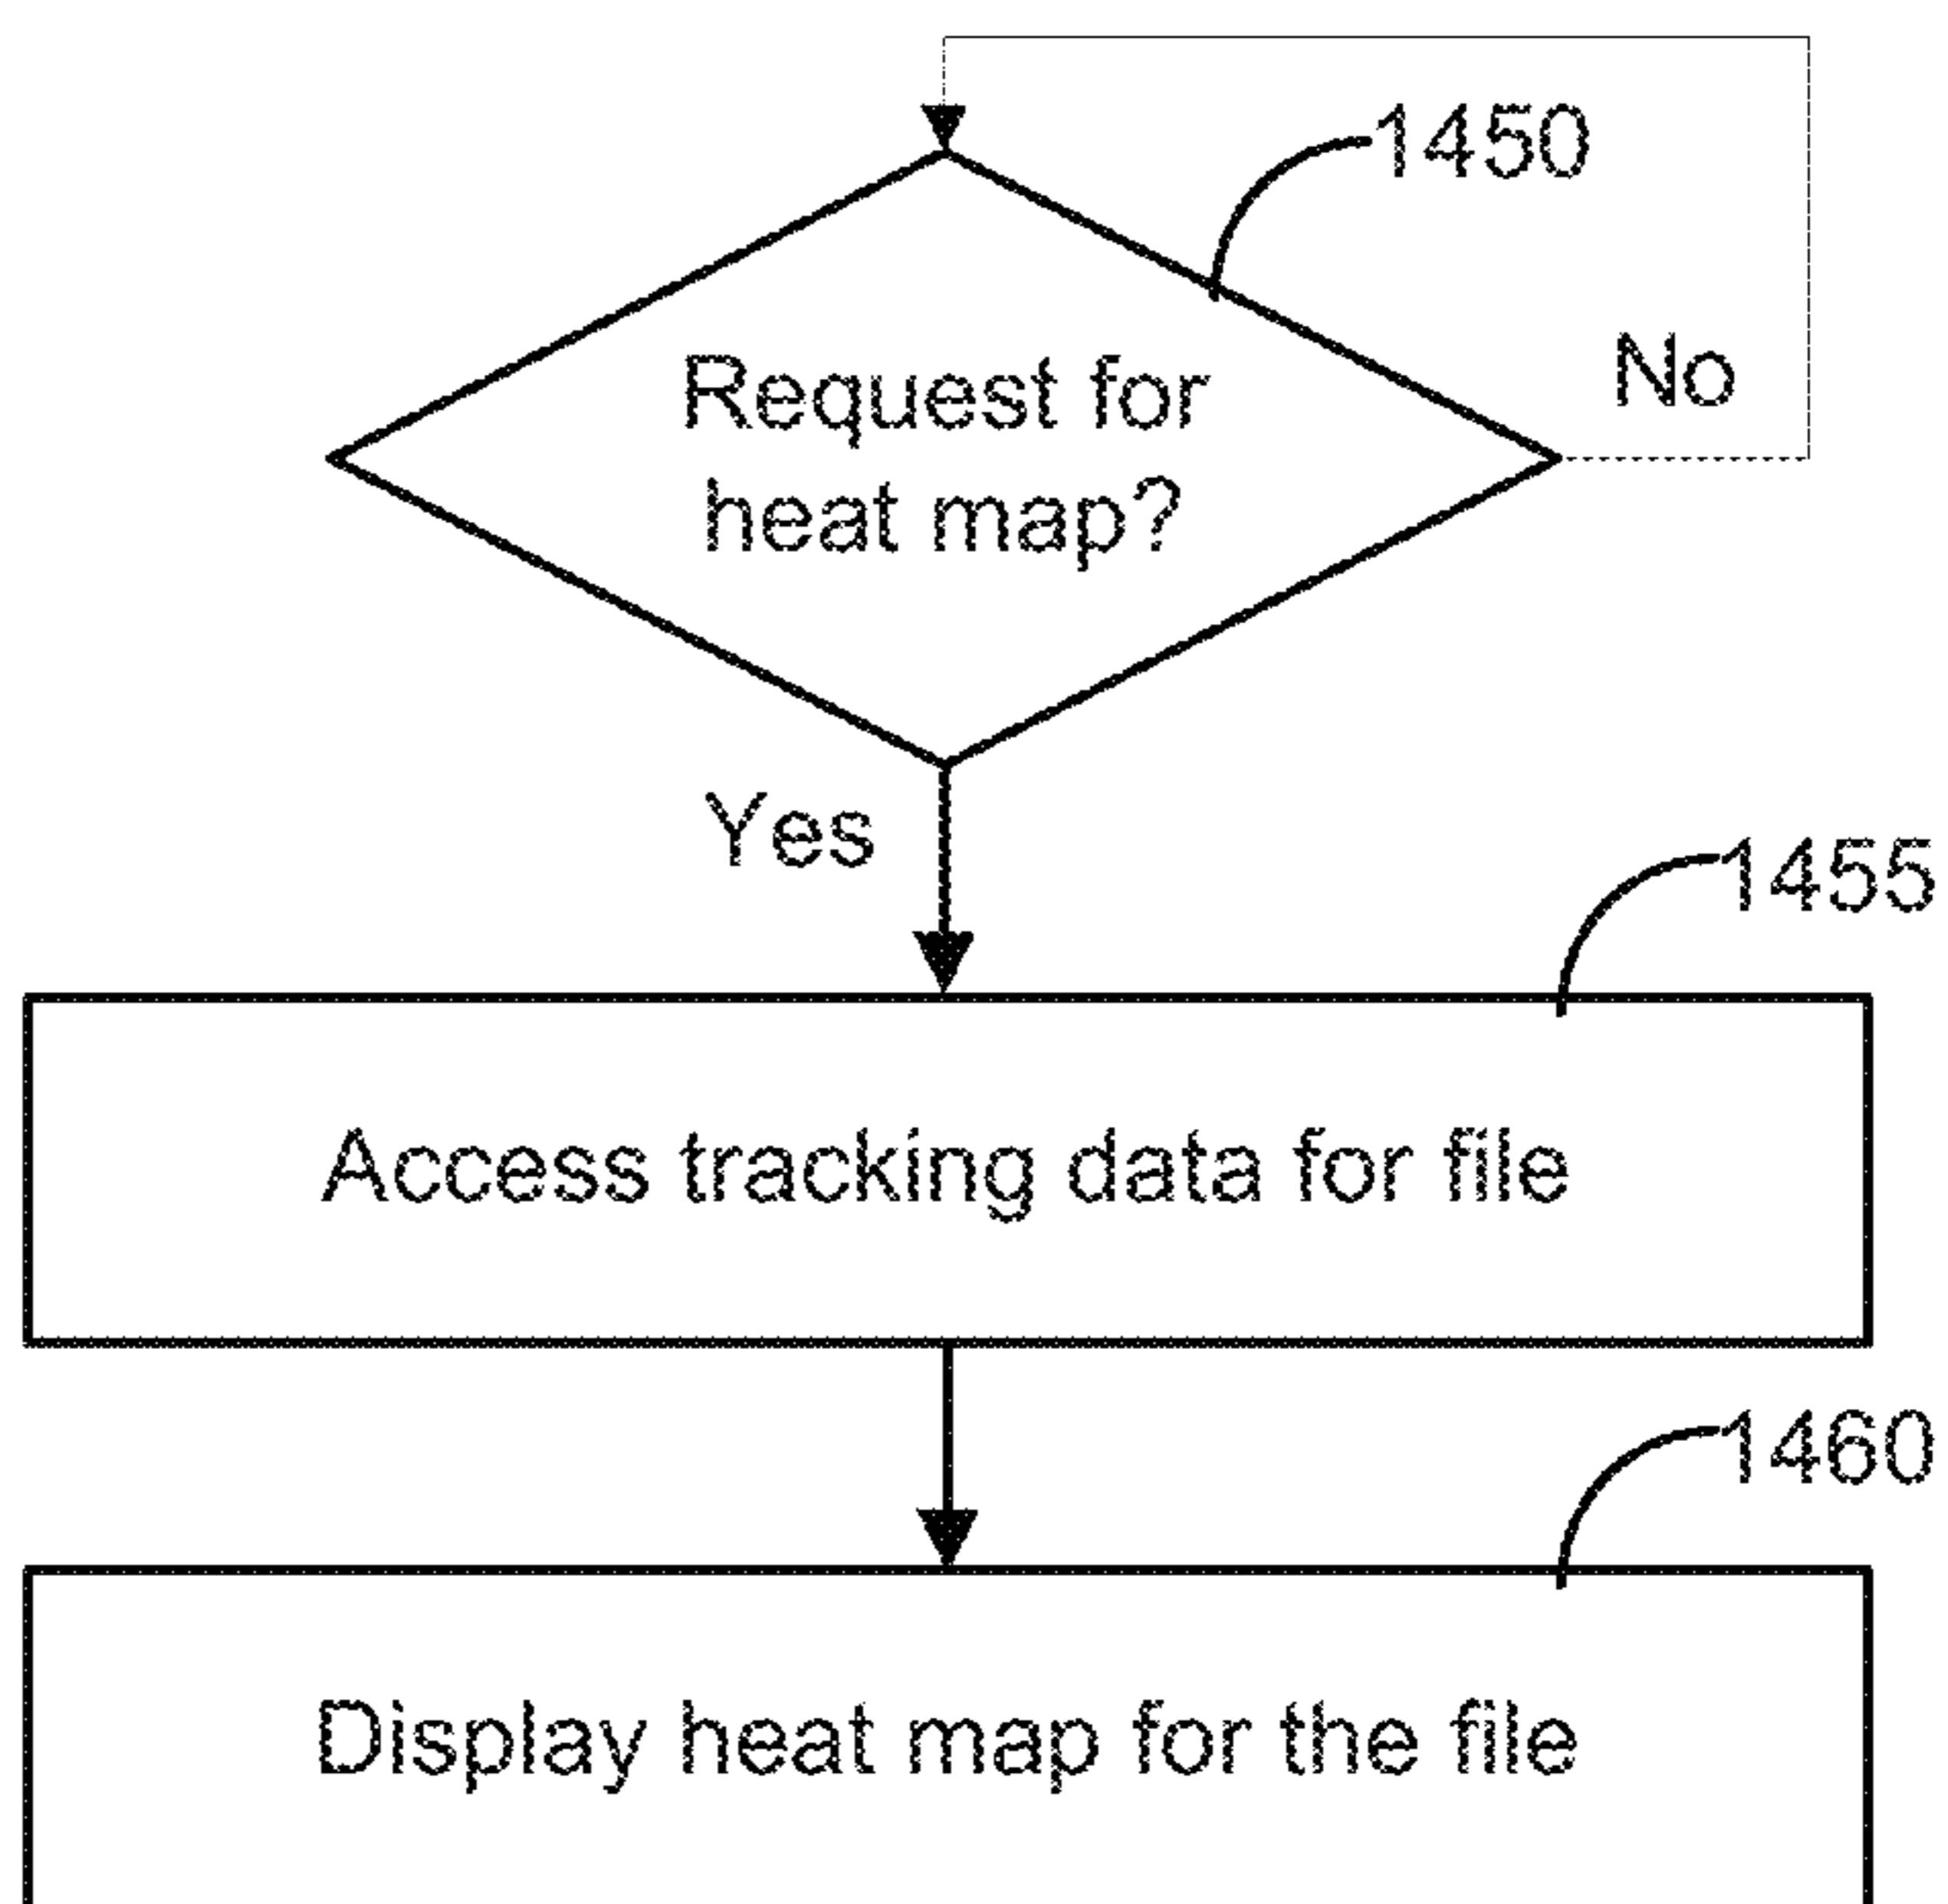 1450
Request for
heat map?
No
Yes
1455
Access tracking data for file
1460
Display heat map for the file